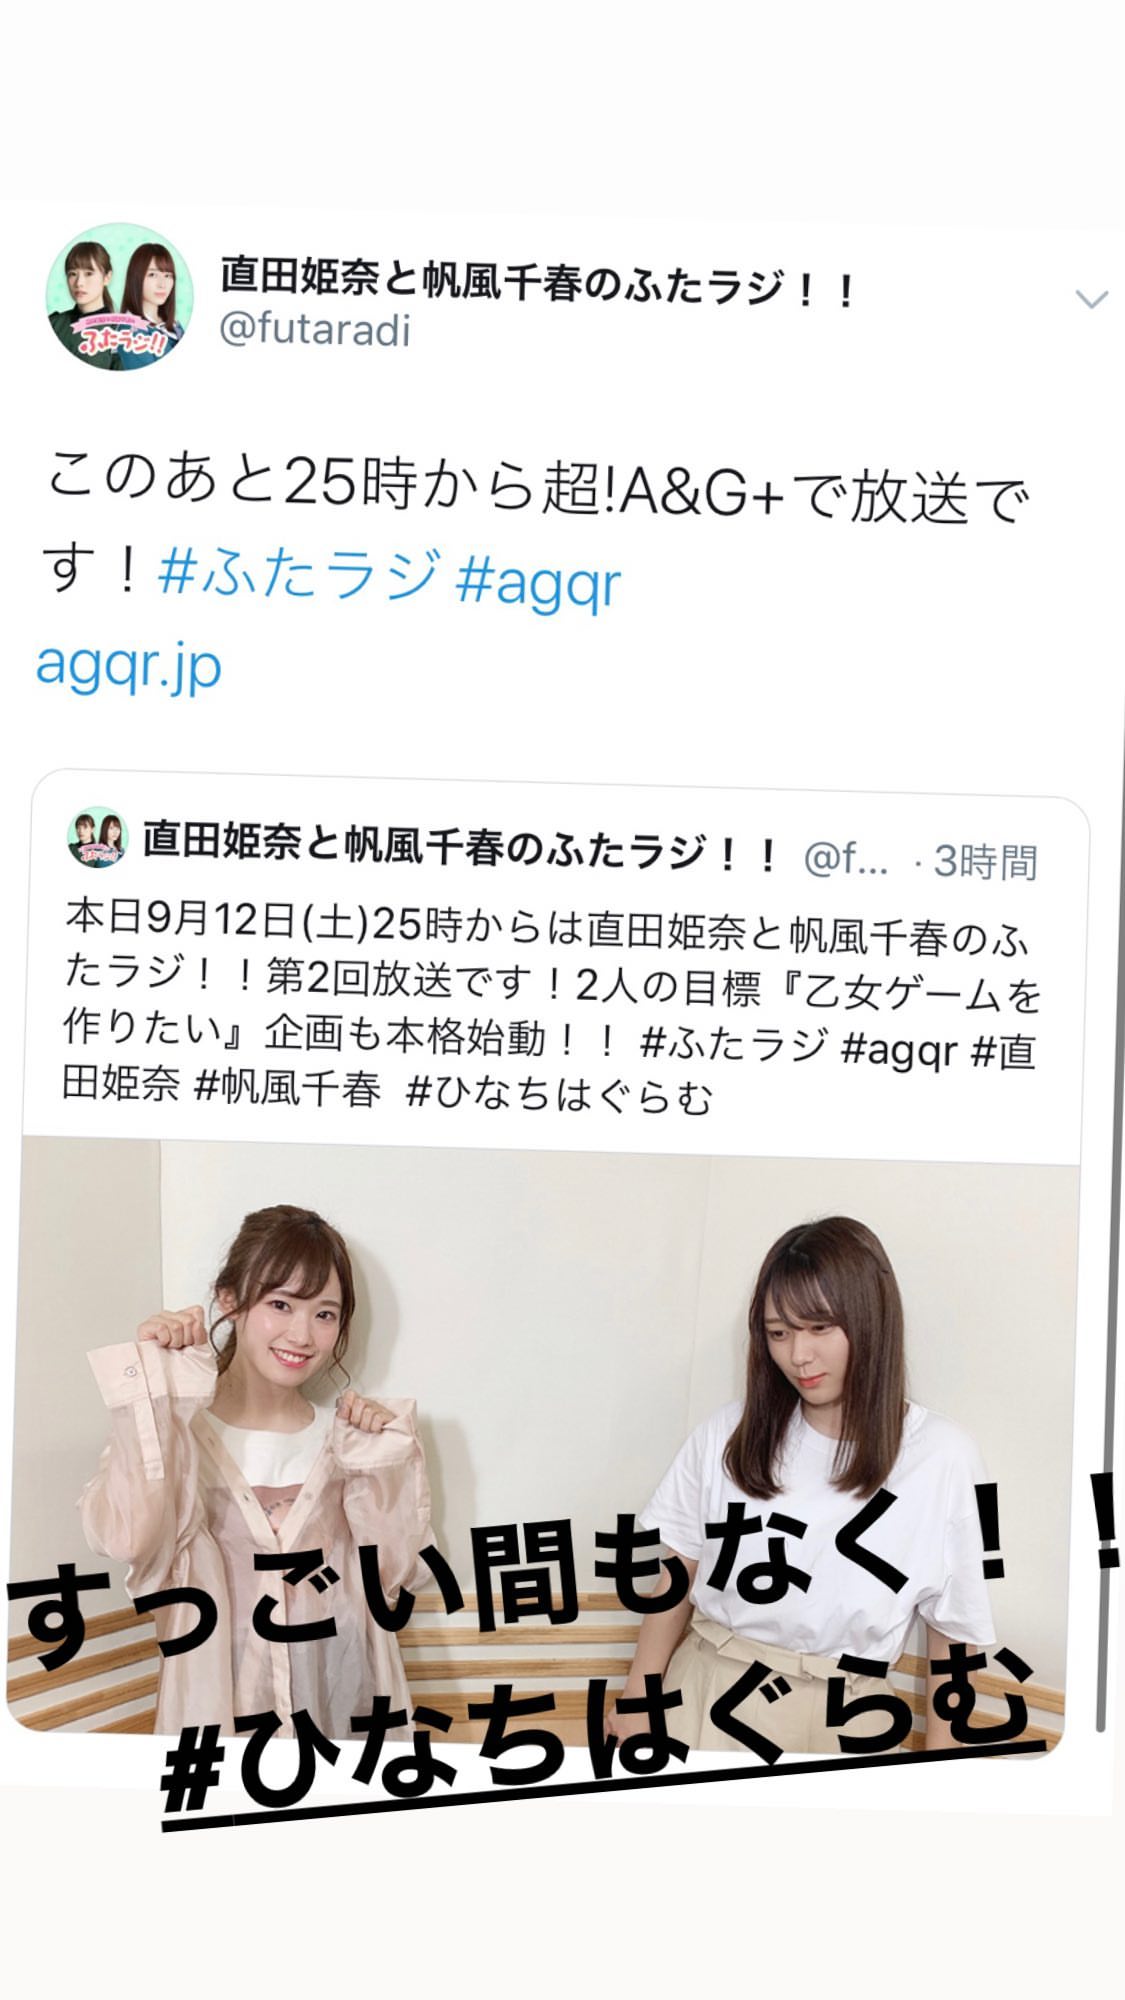 直田姫奈と帆風千春のふたラジ！！
@futaradi
ふたラジ!!
このあと25時から超!A&G+で放送で
す！#ふたラジ #agqr
agqr.jp
直田姫奈と帆風千春のふたラジ！！ @f... · 3時間
本日9月12日(土)25時からは直田姫奈と帆風千春のふ
たラジ！！第2回放送です！2人の目標『乙女ゲームを
作りたい』企画も本格始動！！ #ふたラジ #agqr #直
田姫奈 #帆風千春 #ひなちはぐらむ
すっごい間もなく！！
#ひなちはぐらむ